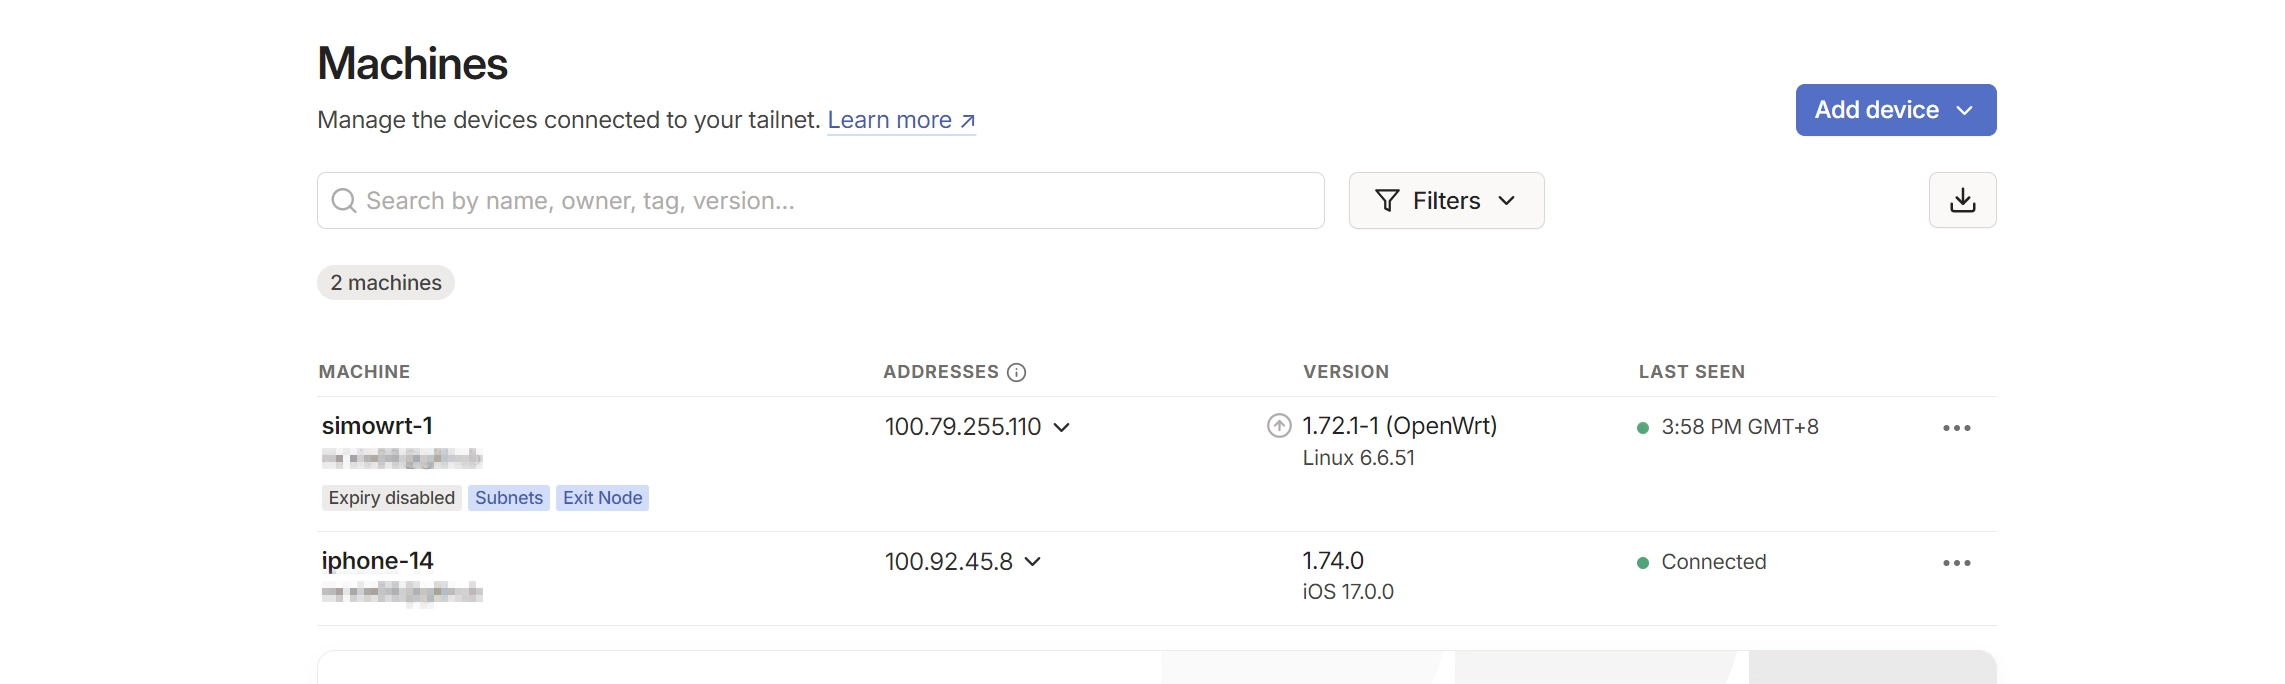 Machines
Manage the devices connected to your tailnet. Learn more ↗
Add device
Search by name, owner, tag, version...
Filters
2 machines
MACHINE ADDRESSES VERSION LAST SEEN
simowrt-1 100.79.255.110 1.72.1-1 (OpenWrt) 3:58 PM GMT+8
Linux 6.6.51
Expiry disabled Subnets Exit Node
iphone-14 100.92.45.8 1.74.0 Connected
iOS 17.0.0